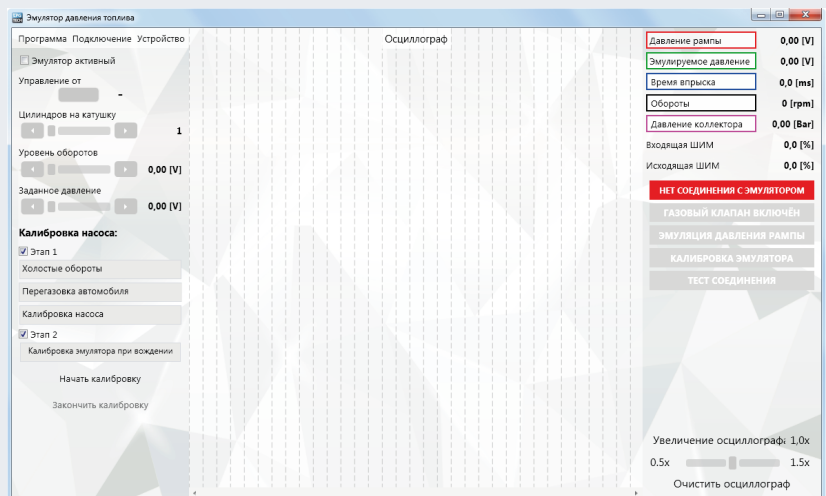 Эмулятор давления топлива
Программа Подключение Устройство
Эмулятор активный
Управление от
-
Цилиндров на катушку
1
Уровень оборотов
0,00 [V]
Заданное давление
0,00 [V]
Калибровка насоса:
Этап 1
Холостые обороты
Перегазовка автомобиля
Калибровка насоса
Этап 2
Калибровка эмулятора при вождении
Начать калибровку
Закончить калибровку
Осциллограф
Давление рампы 0,00 [V]
Эмулируемое давление 0,00 [V]
Время впрыска 0,0 [ms]
Обороты 0 [rpm]
Давление коллектора 0,00 [Bar]
Входящая ШИМ 0,0 [%]
Исходящая ШИМ 0,0 [%]
НЕТ СОЕДИНЕНИЯ С ЭМУЛЯТОРОМ
ГАЗОВЫЙ КЛАПАН ВКЛЮЧЁН
ЭМУЛЯЦИЯ ДАВЛЕНИЯ РАМПЫ
КАЛИБРОВКА ЭМУЛЯТОРА
ТЕСТ СОЕДИНЕНИЯ
Увеличение осциллографа 1,0x
0.5x 1.5x
Очистить осциллограф